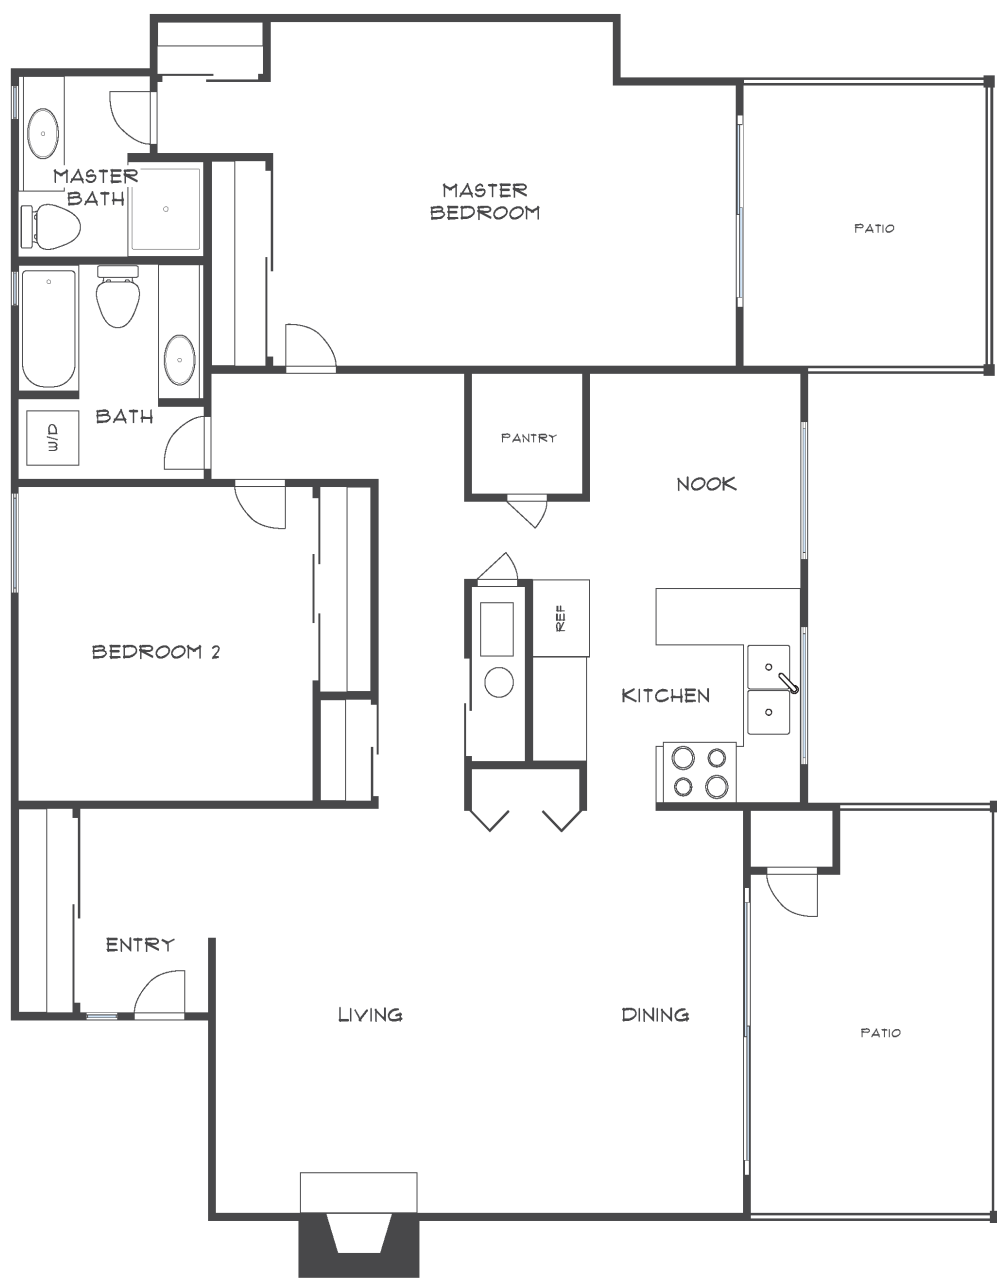 MASTER
BATH
MASTER
BEDROOM
PATIO
BATH
W/D
PANTRY
NOOK
REF
BEDROOM 2
KITCHEN
ENTRY
LIVING
DINING
PATIO